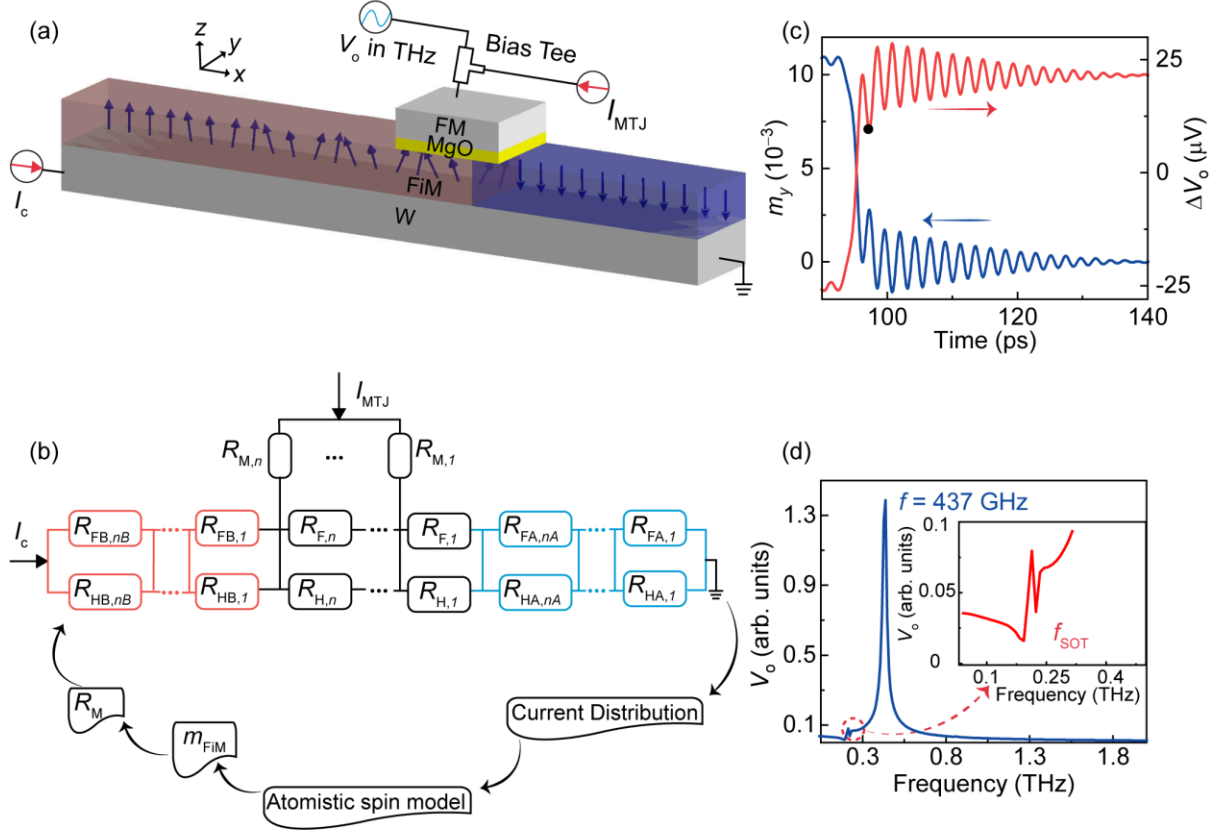 (a)
z
y
x
V_o in THz
Bias Tee
I_MTJ
FM
MgO
FiM
W
I_c
(b)
I_MTJ
R_M,n
...
R_M,1
I_c
R_FB,nB ... R_FB,1 R_F,n ... R_F,1 R_FA,nA ... R_FA,1
R_HB,nB ... R_HB,1 R_H,n ... R_H,1 R_HA,nA ... R_HA,1
R_M
m_FiM
Atomistic spin model
Current Distribution
(c)
m_y (10⁻³)
10
5
0
25
0
-25
ΔV_o (μV)
100 120 140
Time (ps)
(d)
f = 437 GHz
V_o (arb. units)
1.3
1.0
0.7
0.5
0.1
0.3 0.8 1.3 1.8
Frequency (THz)
V_o (arb. units)
0.1
0.05
0
f_SOT
0.1 0.25 0.4
Frequency (THz)